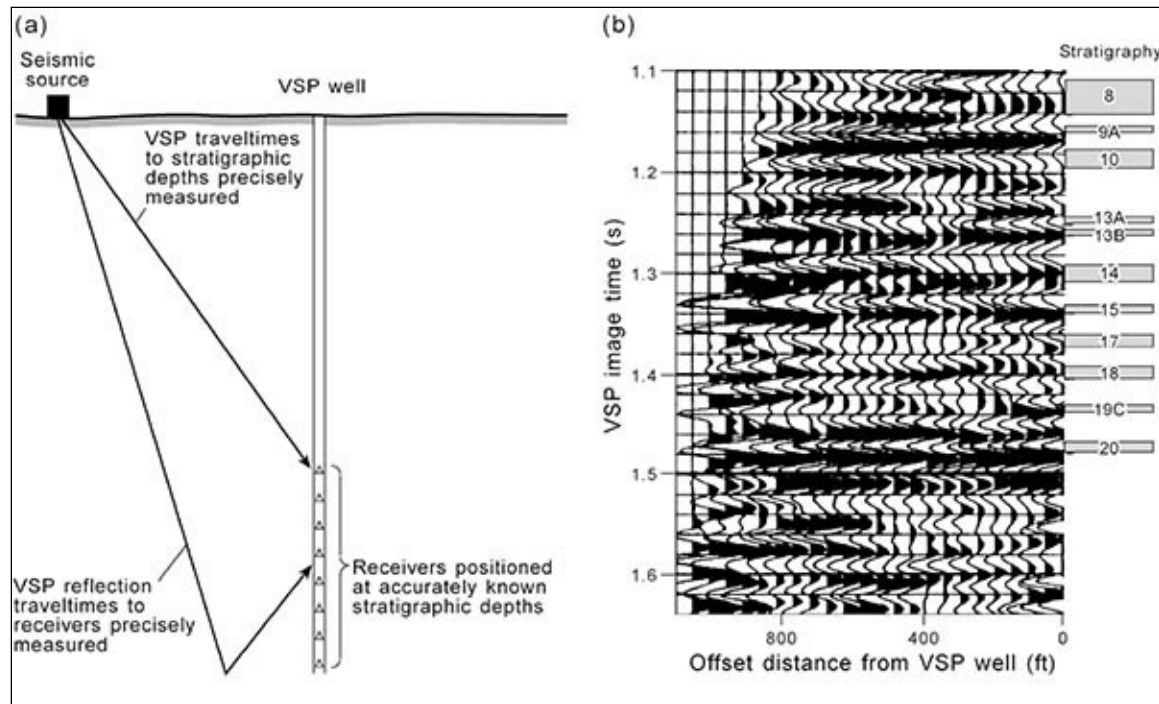 (a)
Seismic
source
VSP well
VSP traveltimes
to stratigraphic
depths precisely
measured
VSP reflection
traveltimes to
receivers precisely
measured
Receivers positioned
at accurately known
stratigraphic depths
(b)
Stratigraphy
VSP image time (s)
1.1
1.2
1.3
1.4
1.5
1.6
8
9A
10
13A
13B
14
15
17
18
19C
20
800
400
0
Offset distance from VSP well (ft)